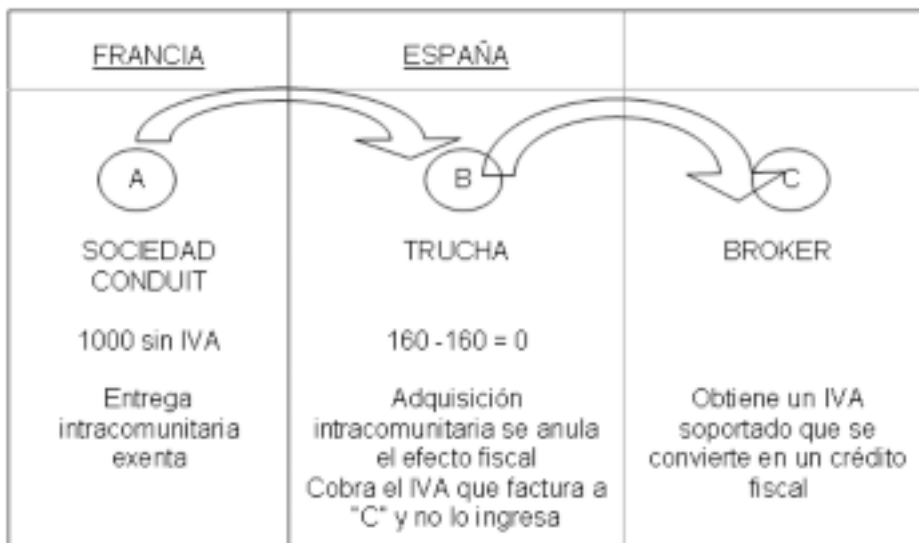 FRANCIA
ESPAÑA
A
B
C
SOCIEDAD
CONDUIT
TRUCHA
BROKER
1000 sin IVA
160 -160 = 0
Entrega
intracomunitaria
exenta
Adquisición
intracomunitaria se anula
el efecto fiscal
Cobra el IVA que factura a
"C" y no lo ingresa
Obtiene un IVA
soportado que se
convierte en un crédito
fiscal